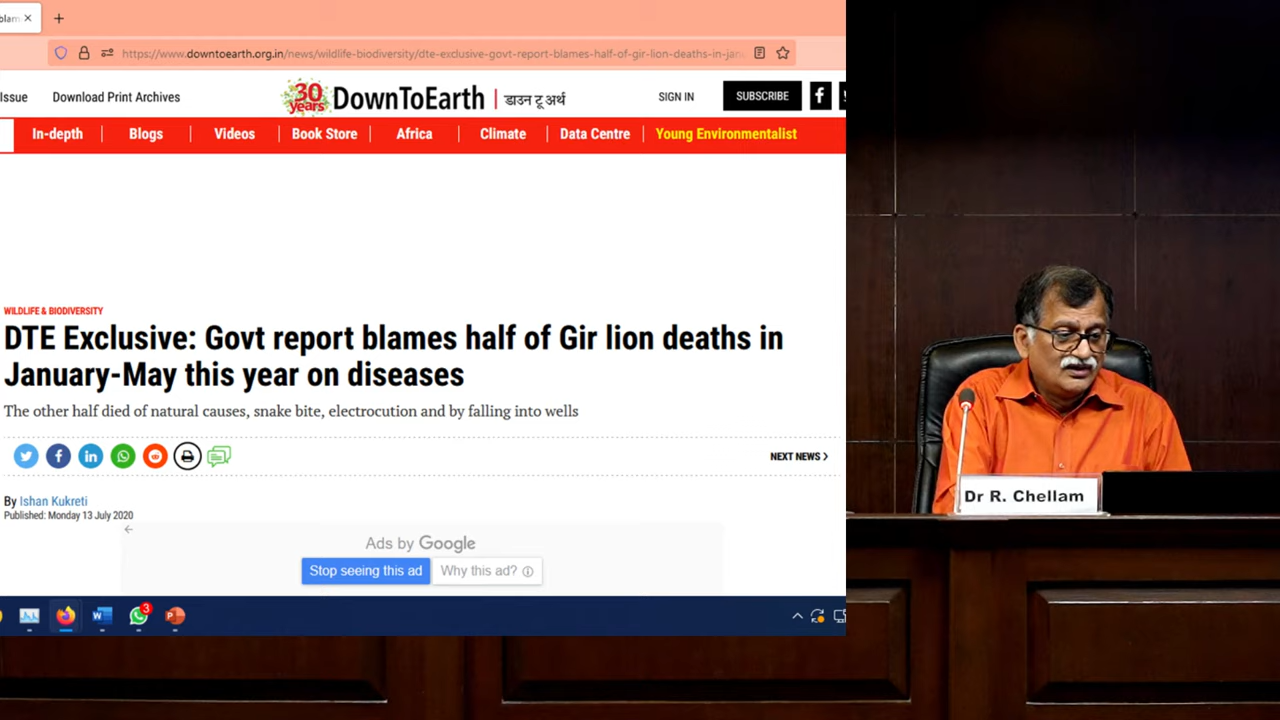 blam
https://www.downtoearth.org.in/news/wildlife-biodiversity/dte-exclusive-govt-report-blames-half-of-gir-lion-deaths-in-janu
Issue Download Print Archives
30 years DownToEarth | डाउन टू अर्थ
SIGN IN SUBSCRIBE
In-depth Blogs Videos Book Store Africa Climate Data Centre Young Environmentalist
WILDLIFE & BIODIVERSITY
DTE Exclusive: Govt report blames half of Gir lion deaths in
January-May this year on diseases
The other half died of natural causes, snake bite, electrocution and by falling into wells
NEXT NEWS
By Ishan Kukreti
Published: Monday 13 July 2020
Ads by Google
Stop seeing this ad Why this ad?
3
Dr R. Chellam